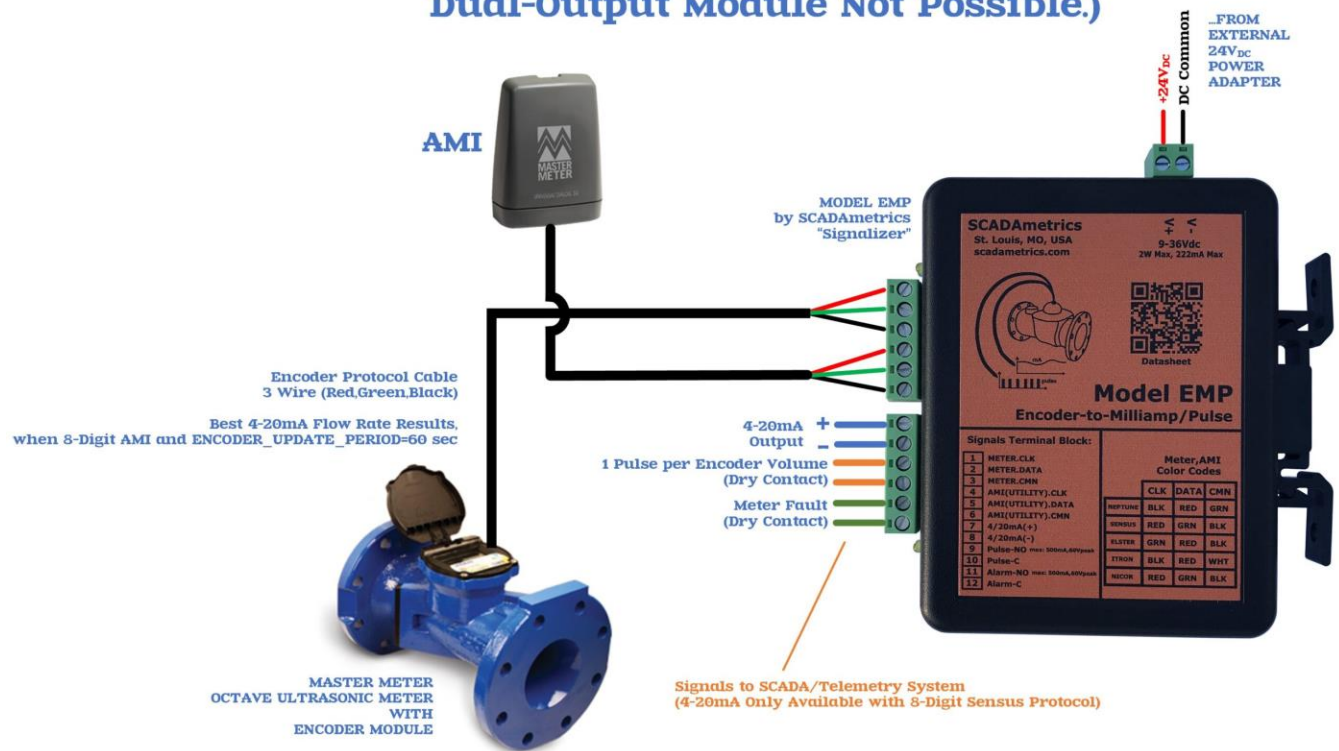 Dual-Output Module Not Possible.)
+24VDC
DC Common
...FROM
EXTERNAL
24VDC
POWER
ADAPTER
AMI
MASTER
METER
MODEL EMP
by SCADAmetrics
"Signalizer"
SCADAmetrics
St. Louis, MO, USA
scadametrics.com
V+ V-
9-36Vdc
2W Max, 222mA Max
mA
pulse
Datasheet
Model EMP
Encoder-to-Milliamp/Pulse
Encoder Protocol Cable
3 Wire (Red,Green,Black)
Best 4-20mA Flow Rate Results,
when 8-Digit AMI and ENCODER_UPDATE_PERIOD=60 sec
4-20mA +
Output -
1 Pulse per Encoder Volume
(Dry Contact)
Meter Fault
(Dry Contact)
Signals Terminal Block:
1 METER.CLK
2 METER.DATA
3 METER.CMN
4 AMI(UTILITY).CLK
5 AMI(UTILITY).DATA
6 AMI(UTILITY).CMN
7 4/20mA(+)
8 4/20mA(-)
9 Pulse-NO max: 500mA,60Vpeak
10 Pulse-C
11 Alarm-NO max: 500mA,60Vpeak
12 Alarm-C
Meter,AMI
Color Codes
CLK DATA CMN
NEPTUNE BLK RED GRN
SENSUS RED GRN BLK
ELSTER GRN RED BLK
ITRON BLK RED WHT
NICOR RED GRN BLK
MASTER METER
OCTAVE ULTRASONIC METER
WITH
ENCODER MODULE
Signals to SCADA/Telemetry System
(4-20mA Only Available with 8-Digit Sensus Protocol)